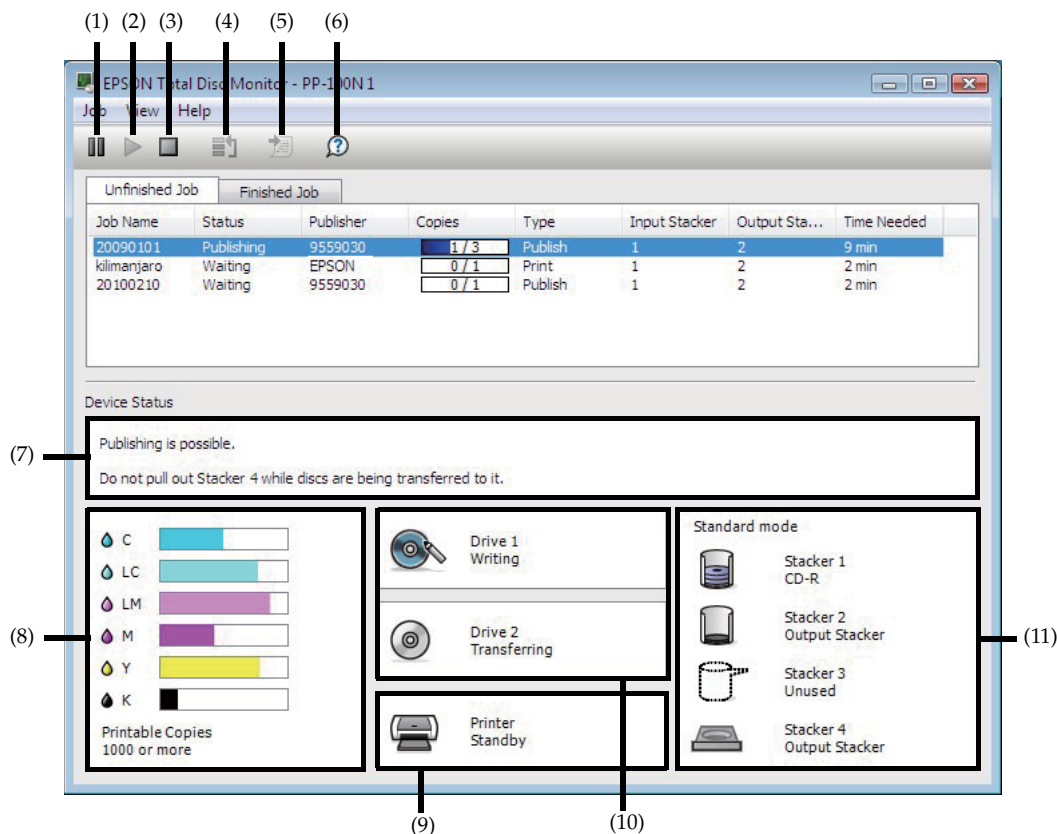 (1) (2) (3) (4) (5) (6)
EPSON Total Disc Monitor - PP-100N 1
Job View Help
Unfinished Job Finished Job
Job Name Status Publisher Copies Type Input Stacker Output Sta... Time Needed
20090101 Publishing 9559030 1 / 3 Publish 1 2 9 min
kilimanjaro Waiting EPSON 0 / 1 Print 1 2 2 min
20100210 Waiting 9559030 0 / 1 Publish 1 2 2 min
Device Status
(7)
Publishing is possible.
Do not pull out Stacker 4 while discs are being transferred to it.
(8)
C
LC
LM
M
Y
K
Printable Copies
1000 or more
Drive 1
Writing
Drive 2
Transferring
Printer
Standby
Standard mode
Stacker 1
CD-R
Stacker 2
Output Stacker
Stacker 3
Unused
Stacker 4
Output Stacker
(11)
(9) (10)